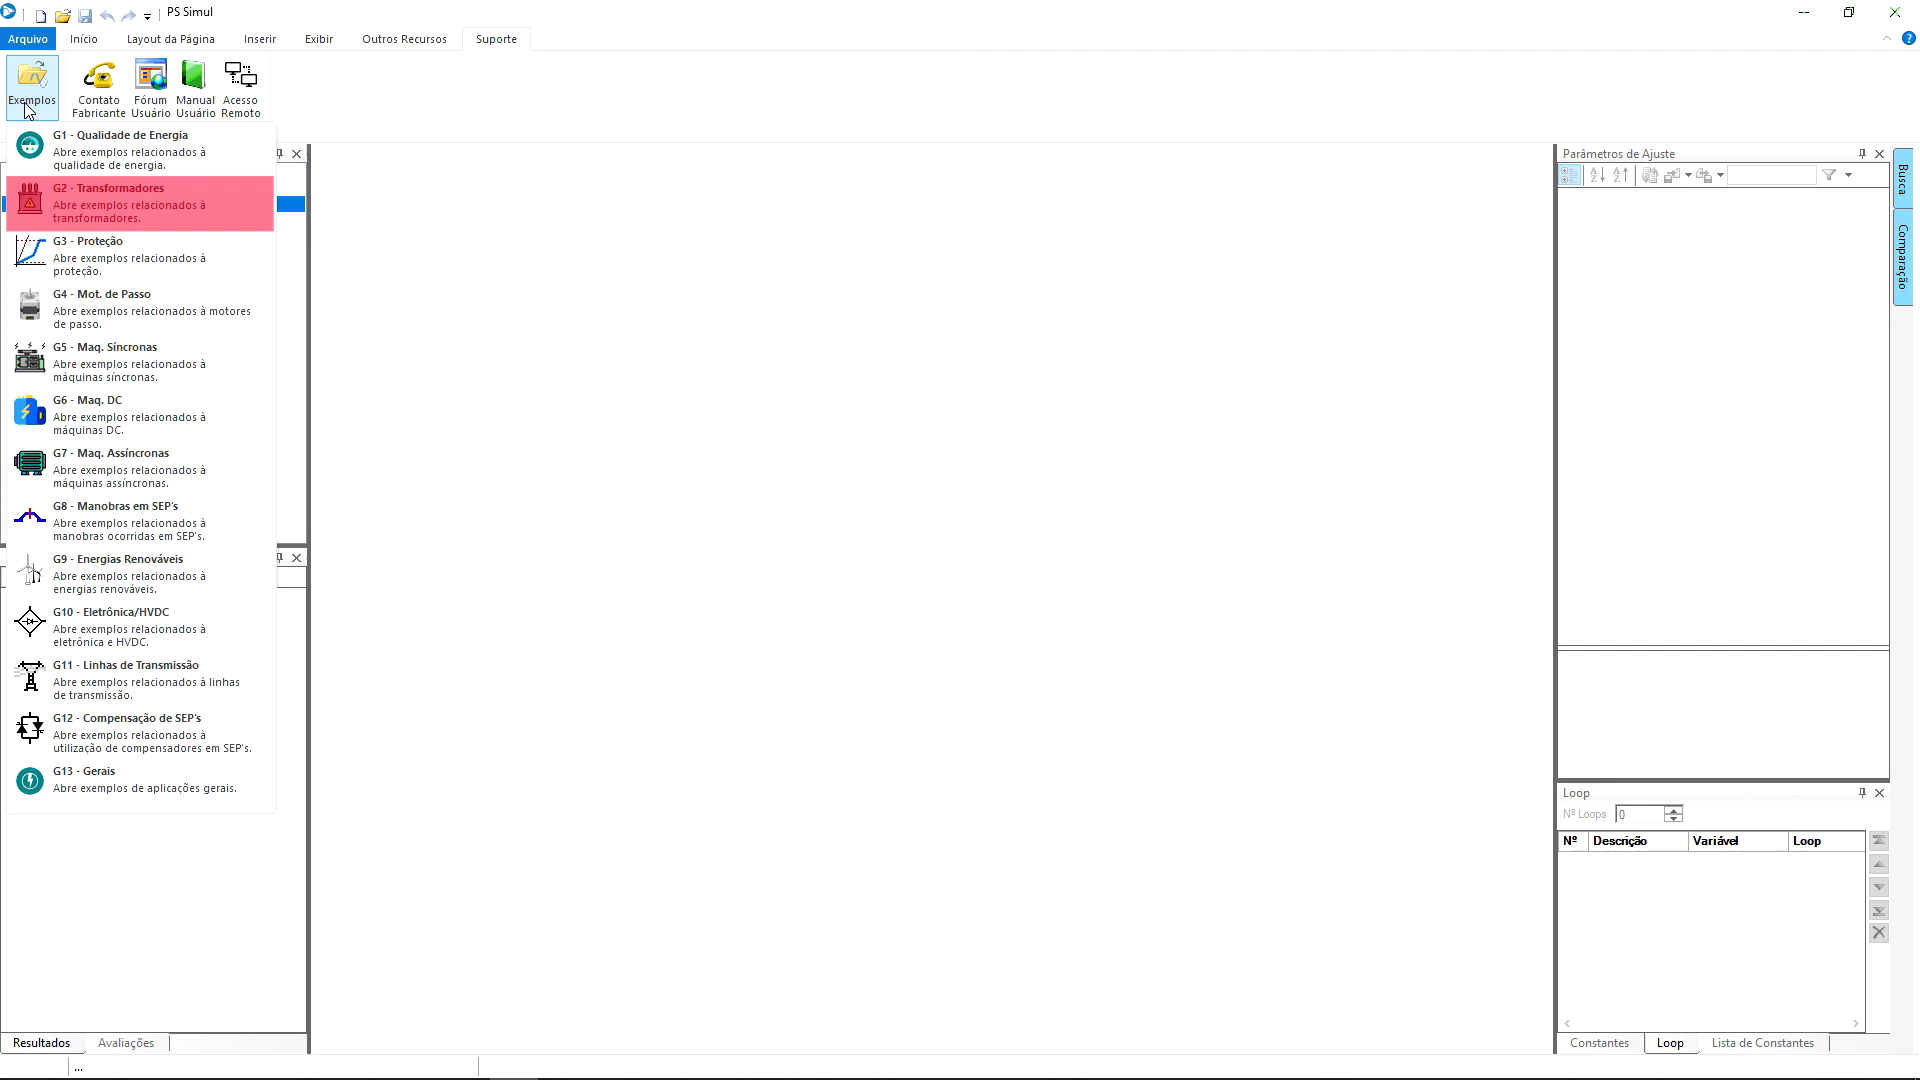 PS Simul
Arquivo Início Layout da Página Inserir Exibir Outros Recursos Suporte
Exemplos
Contato Fabricante
Fórum Usuário
Manual Usuário
Acesso Remoto
G1 - Qualidade de Energia
Abre exemplos relacionados à
qualidade de energia.
G2 - Transformadores
Abre exemplos relacionados à
transformadores.
G3 - Proteção
Abre exemplos relacionados à
proteção.
G4 - Mot. de Passo
Abre exemplos relacionados à motores
de passo.
G5 - Maq. Síncronas
Abre exemplos relacionados à
máquinas síncronas.
G6 - Maq. DC
Abre exemplos relacionados à
máquinas DC.
G7 - Maq. Assíncronas
Abre exemplos relacionados à
máquinas assíncronas.
G8 - Manobras em SEP's
Abre exemplos relacionados à
manobras ocorridas em SEP's.
G9 - Energias Renováveis
Abre exemplos relacionados à
energias renováveis.
G10 - Eletrônica/HVDC
Abre exemplos relacionados à
eletrônica e HVDC.
G11 - Linhas de Transmissão
Abre exemplos relacionados à linhas
de transmissão.
G12 - Compensação de SEP's
Abre exemplos relacionados à
utilização de compensadores em SEP's.
G13 - Gerais
Abre exemplos de aplicações gerais.
Resultados Avaliações
...
Parâmetros de Ajuste
Busca
Comparação
Loop
Nº Loops 0
Nº Descrição Variável Loop
Constantes Loop Lista de Constantes